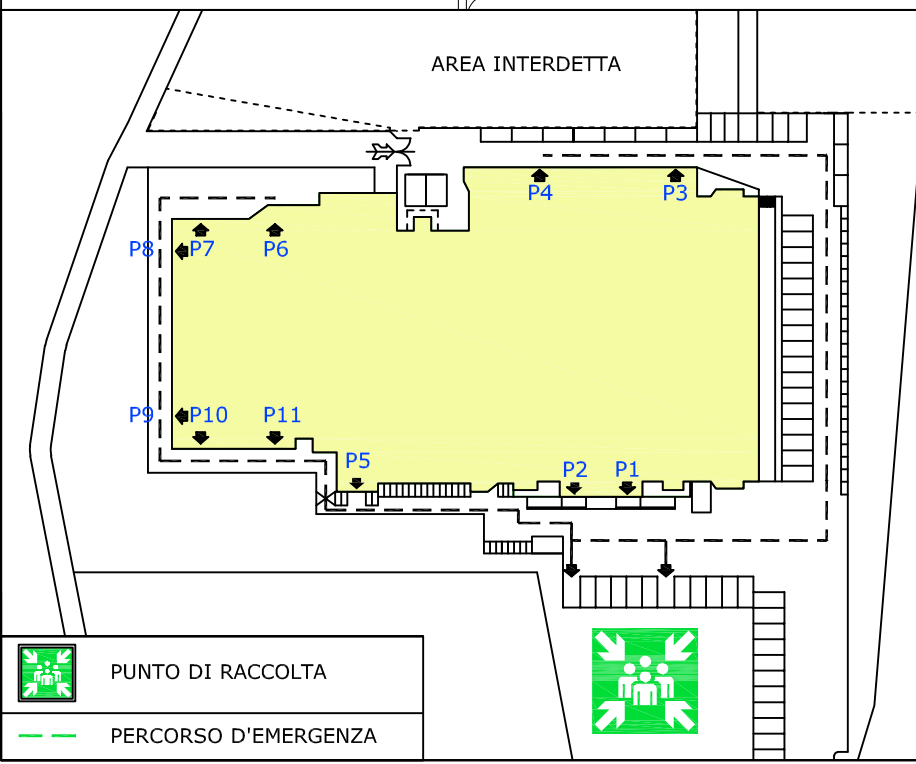 AREA INTERDETTA
P4 P3
P8 P7 P6
P9 P10 P11
P5 P2 P1
PUNTO DI RACCOLTA
PERCORSO D'EMERGENZA